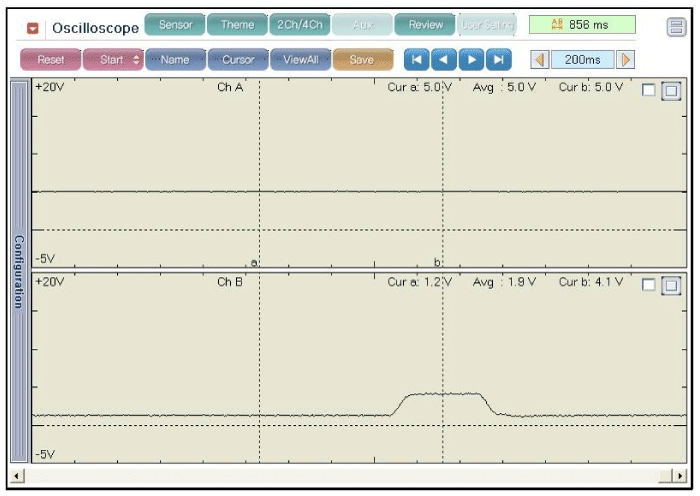 Oscilloscope Sensor Theme 2Ch/4Ch Aux Review User Setting 856 ms
Reset Start Name Cursor ViewAll Save 200ms
+20V Ch A Cur a: 5.0 V Avg : 5.0 V Cur b: 5.0 V
-5V a b
Configuration
+20V Ch B Cur a: 1.2 V Avg : 1.9 V Cur b: 4.1 V
-5V